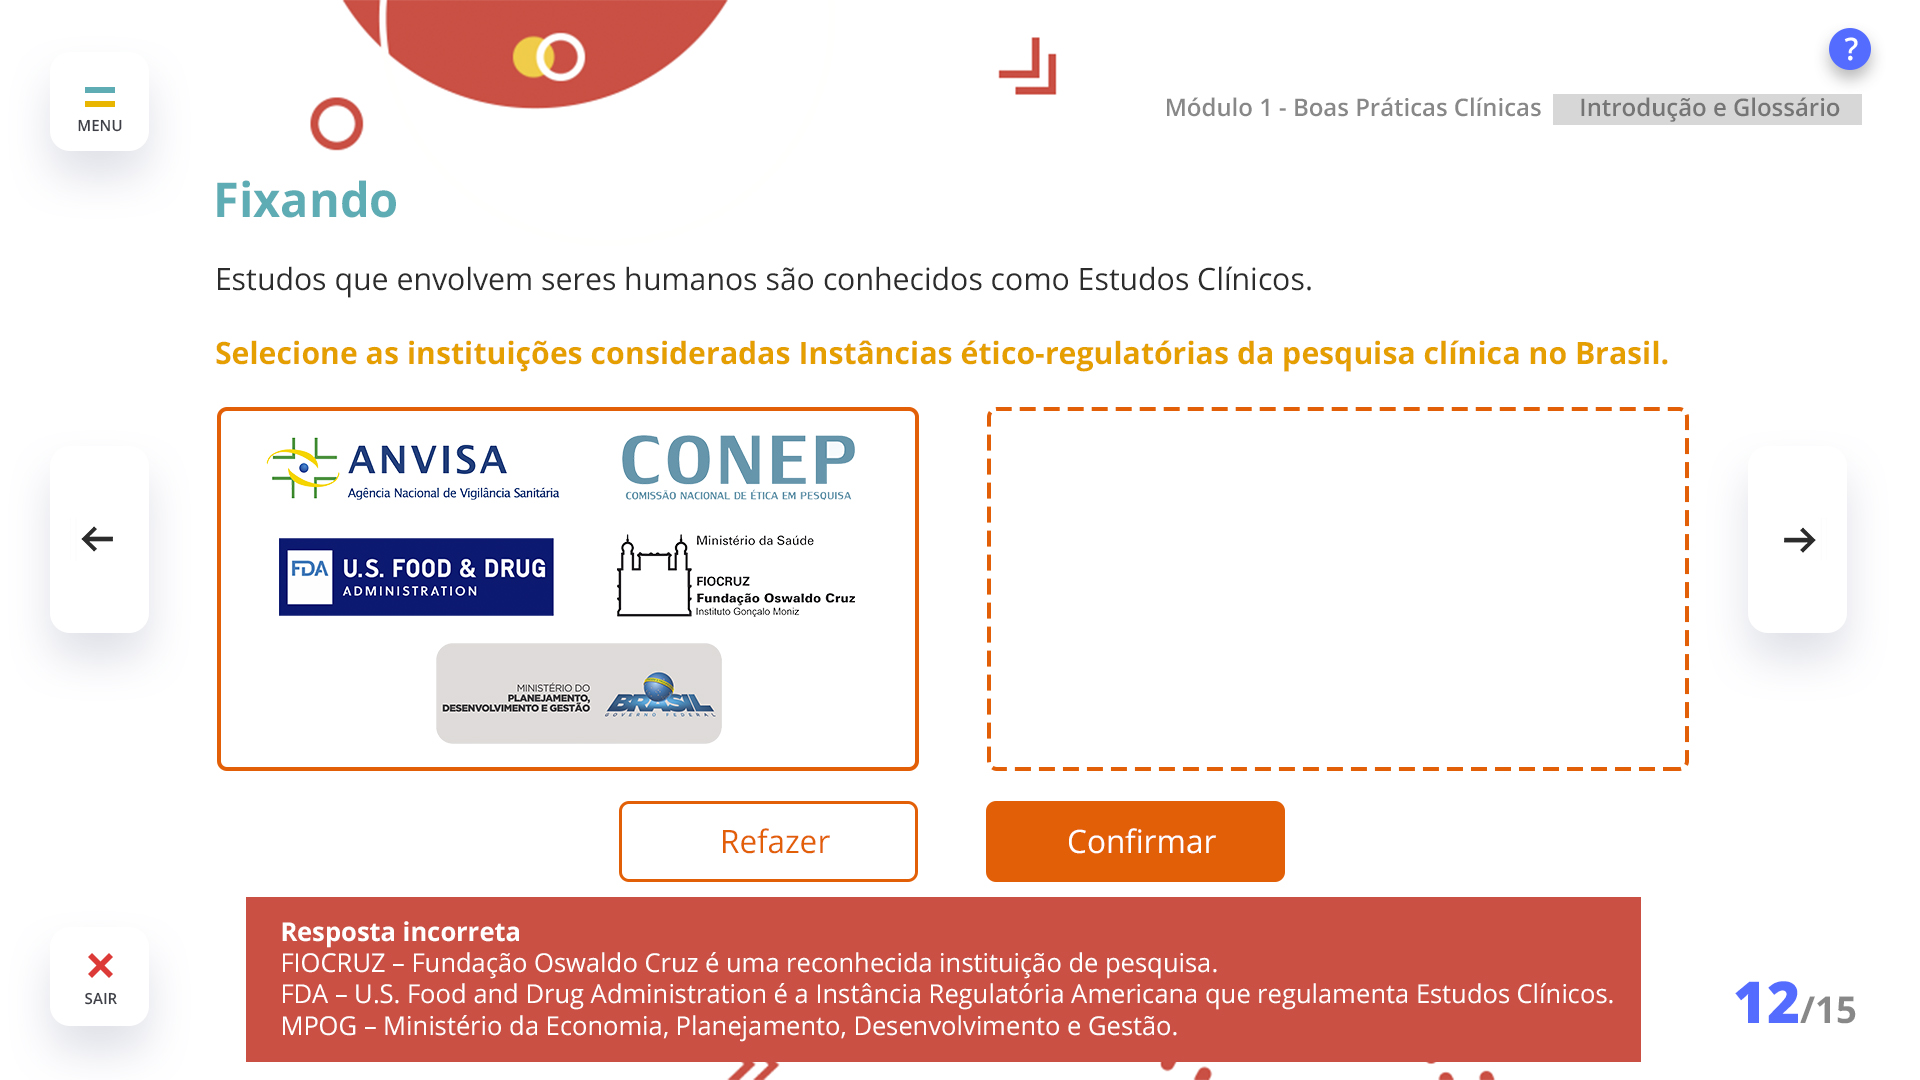 ?
MENU
Módulo 1 - Boas Práticas Clínicas Introdução e Glossário
Fixando
Estudos que envolvem seres humanos são conhecidos como Estudos Clínicos.
Selecione as instituições consideradas Instâncias ético-regulatórias da pesquisa clínica no Brasil.
ANVISA
Agência Nacional de Vigilância Sanitária
CONEP
COMISSÃO NACIONAL DE ÉTICA EM PESQUISA
FDA U.S. FOOD & DRUG
ADMINISTRATION
Ministério da Saúde
FIOCRUZ
Fundação Oswaldo Cruz
Instituto Gonçalo Moniz
MINISTÉRIO DO
PLANEJAMENTO,
DESENVOLVIMENTO E GESTÃO
BRASIL
GOVERNO FEDERAL
Refazer
Confirmar
Resposta incorreta
FIOCRUZ – Fundação Oswaldo Cruz é uma reconhecida instituição de pesquisa.
FDA – U.S. Food and Drug Administration é a Instância Regulatória Americana que regulamenta Estudos Clínicos.
MPOG – Ministério da Economia, Planejamento, Desenvolvimento e Gestão.
SAIR
12/15